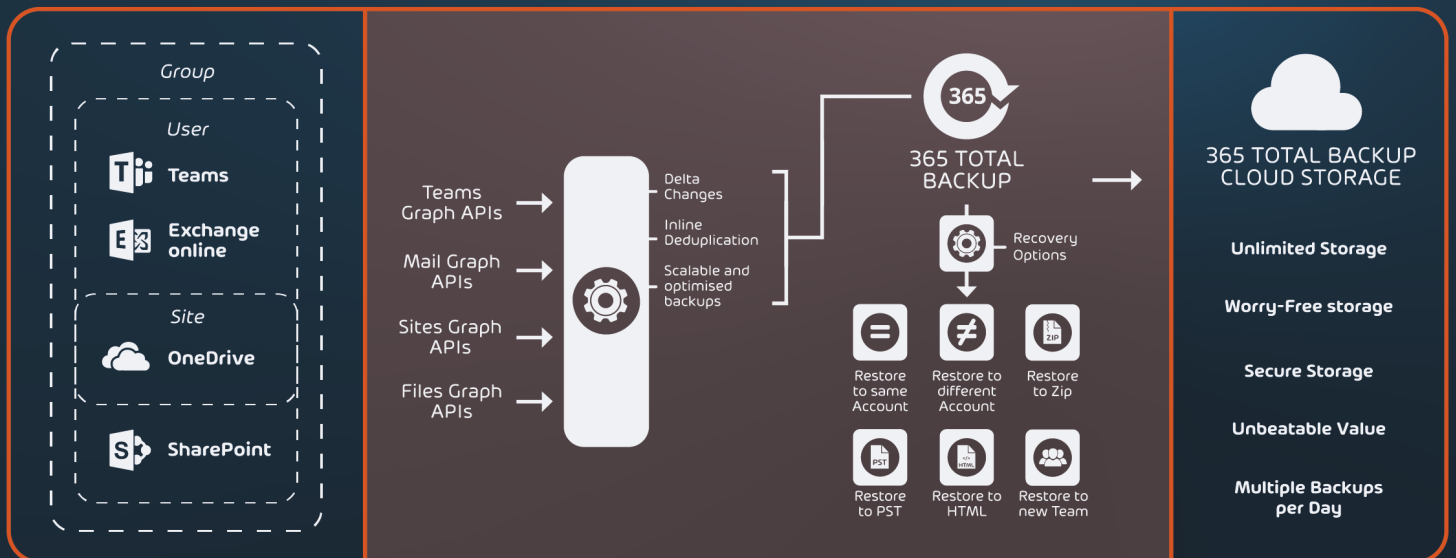 Group
User
Teams
Exchange
online
Site
OneDrive
SharePoint
Teams
Graph APIs
Mail Graph
APIs
Sites Graph
APIs
Files Graph
APIs
Delta
Changes
Inline
Deduplication
Scalable and
optimised
backups
365
365 TOTAL
BACKUP
Recovery
Options
ZIP
Restore
to same
Account
Restore to
different
Account
Restore
to Zip
PST
</>
HTML
Restore
to PST
Restore to
HTML
Restore to
new Team
365 TOTAL BACKUP
CLOUD STORAGE
Unlimited Storage
Worry-Free storage
Secure Storage
Unbeatable Value
Multiple Backups
per Day